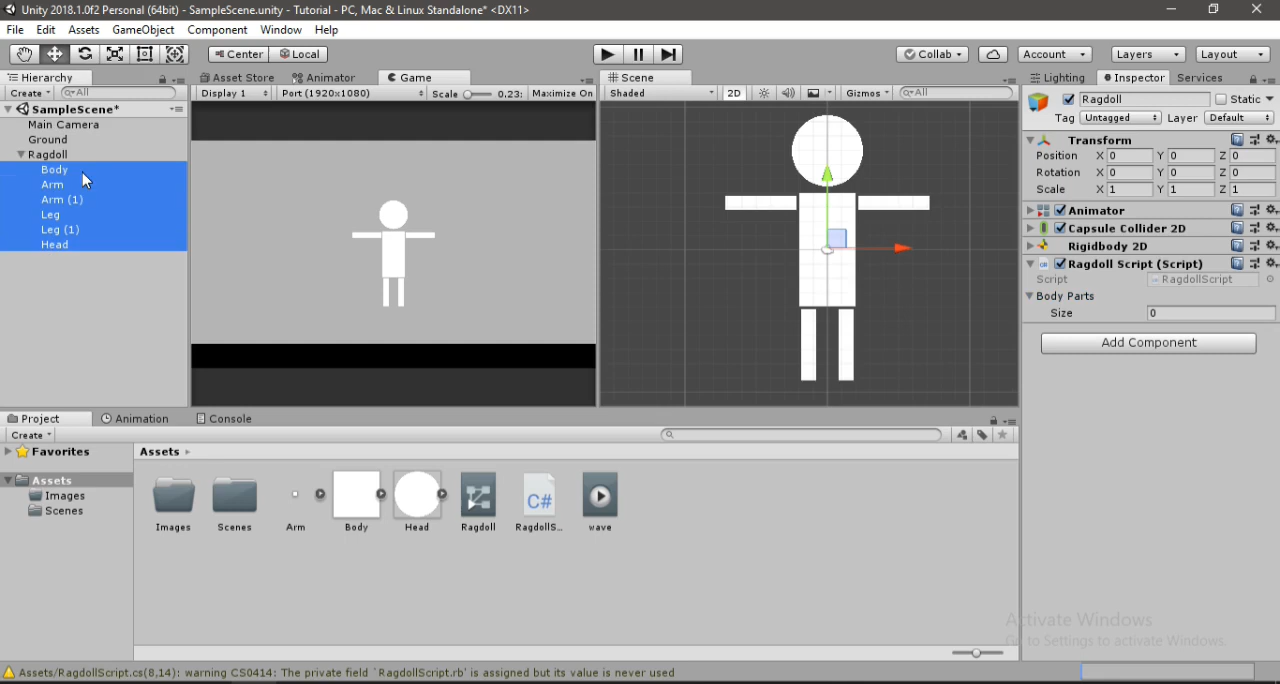 Unity 2018.1.0f2 Personal (64bit) - SampleScene.unity - Tutorial - PC, Mac & Linux Standalone* <DX11>
File Edit Assets GameObject Component Window Help
Center Local Collab Account Layers Layout
Hierarchy Asset Store Animator Game Scene Lighting Inspector Services
Create All Display 1 Port (1920x1080) Scale 0.23: Maximize On Shaded 2D Gizmos All
SampleScene*
Main Camera
Ground
Ragdoll
Body
Arm
Arm (1)
Leg
Leg (1)
Head
Ragdoll Static
Tag Untagged Layer Default
Transform
Position X 0 Y 0 Z 0
Rotation X 0 Y 0 Z 0
Scale X 1 Y 1 Z 1
Animator
Capsule Collider 2D
Rigidbody 2D
Ragdoll Script (Script)
Script RagdollScript
Body Parts
Size 0
Add Component
Project Animation Console
Create
Favorites
Assets
Images
Scenes
Assets
C#
Images Scenes Arm Body Head Ragdoll RagdollS... wave
Activate Windows
Go to Settings to activate Windows.
Assets/RagdollScript.cs(8,14): warning CS0414: The private field `RagdollScript.rb' is assigned but its value is never used